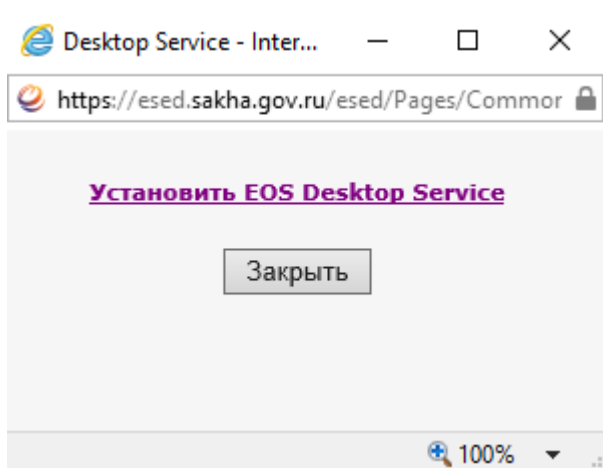 Desktop Service - Inter...
https://esed.sakha.gov.ru/esed/Pages/Commor
Установить EOS Desktop Service
Закрыть
100%